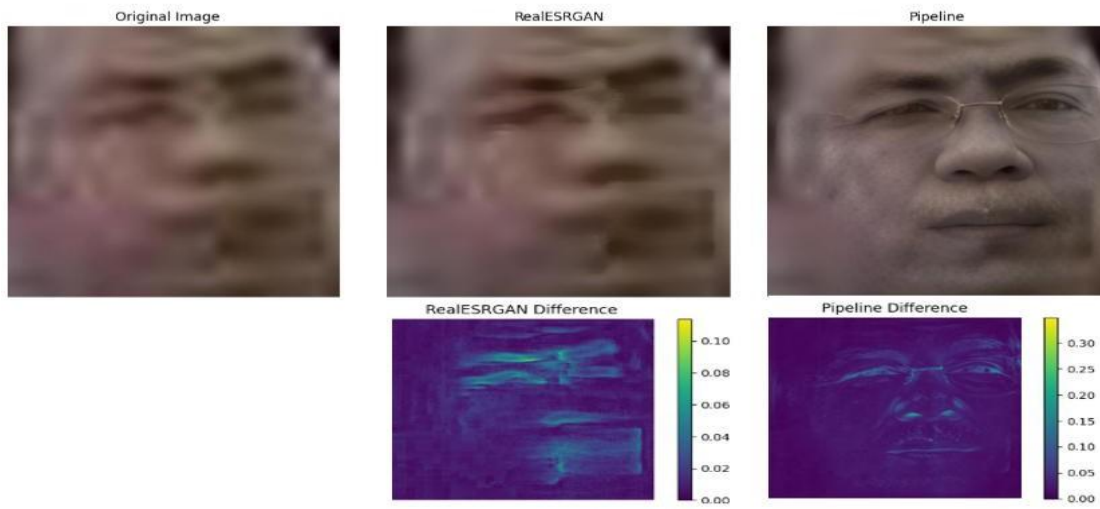 Original Image
RealESRGAN
Pipeline
RealESRGAN Difference
0.10
0.08
0.06
0.04
0.02
0.00
Pipeline Difference
0.30
0.25
0.20
0.15
0.10
0.05
0.00